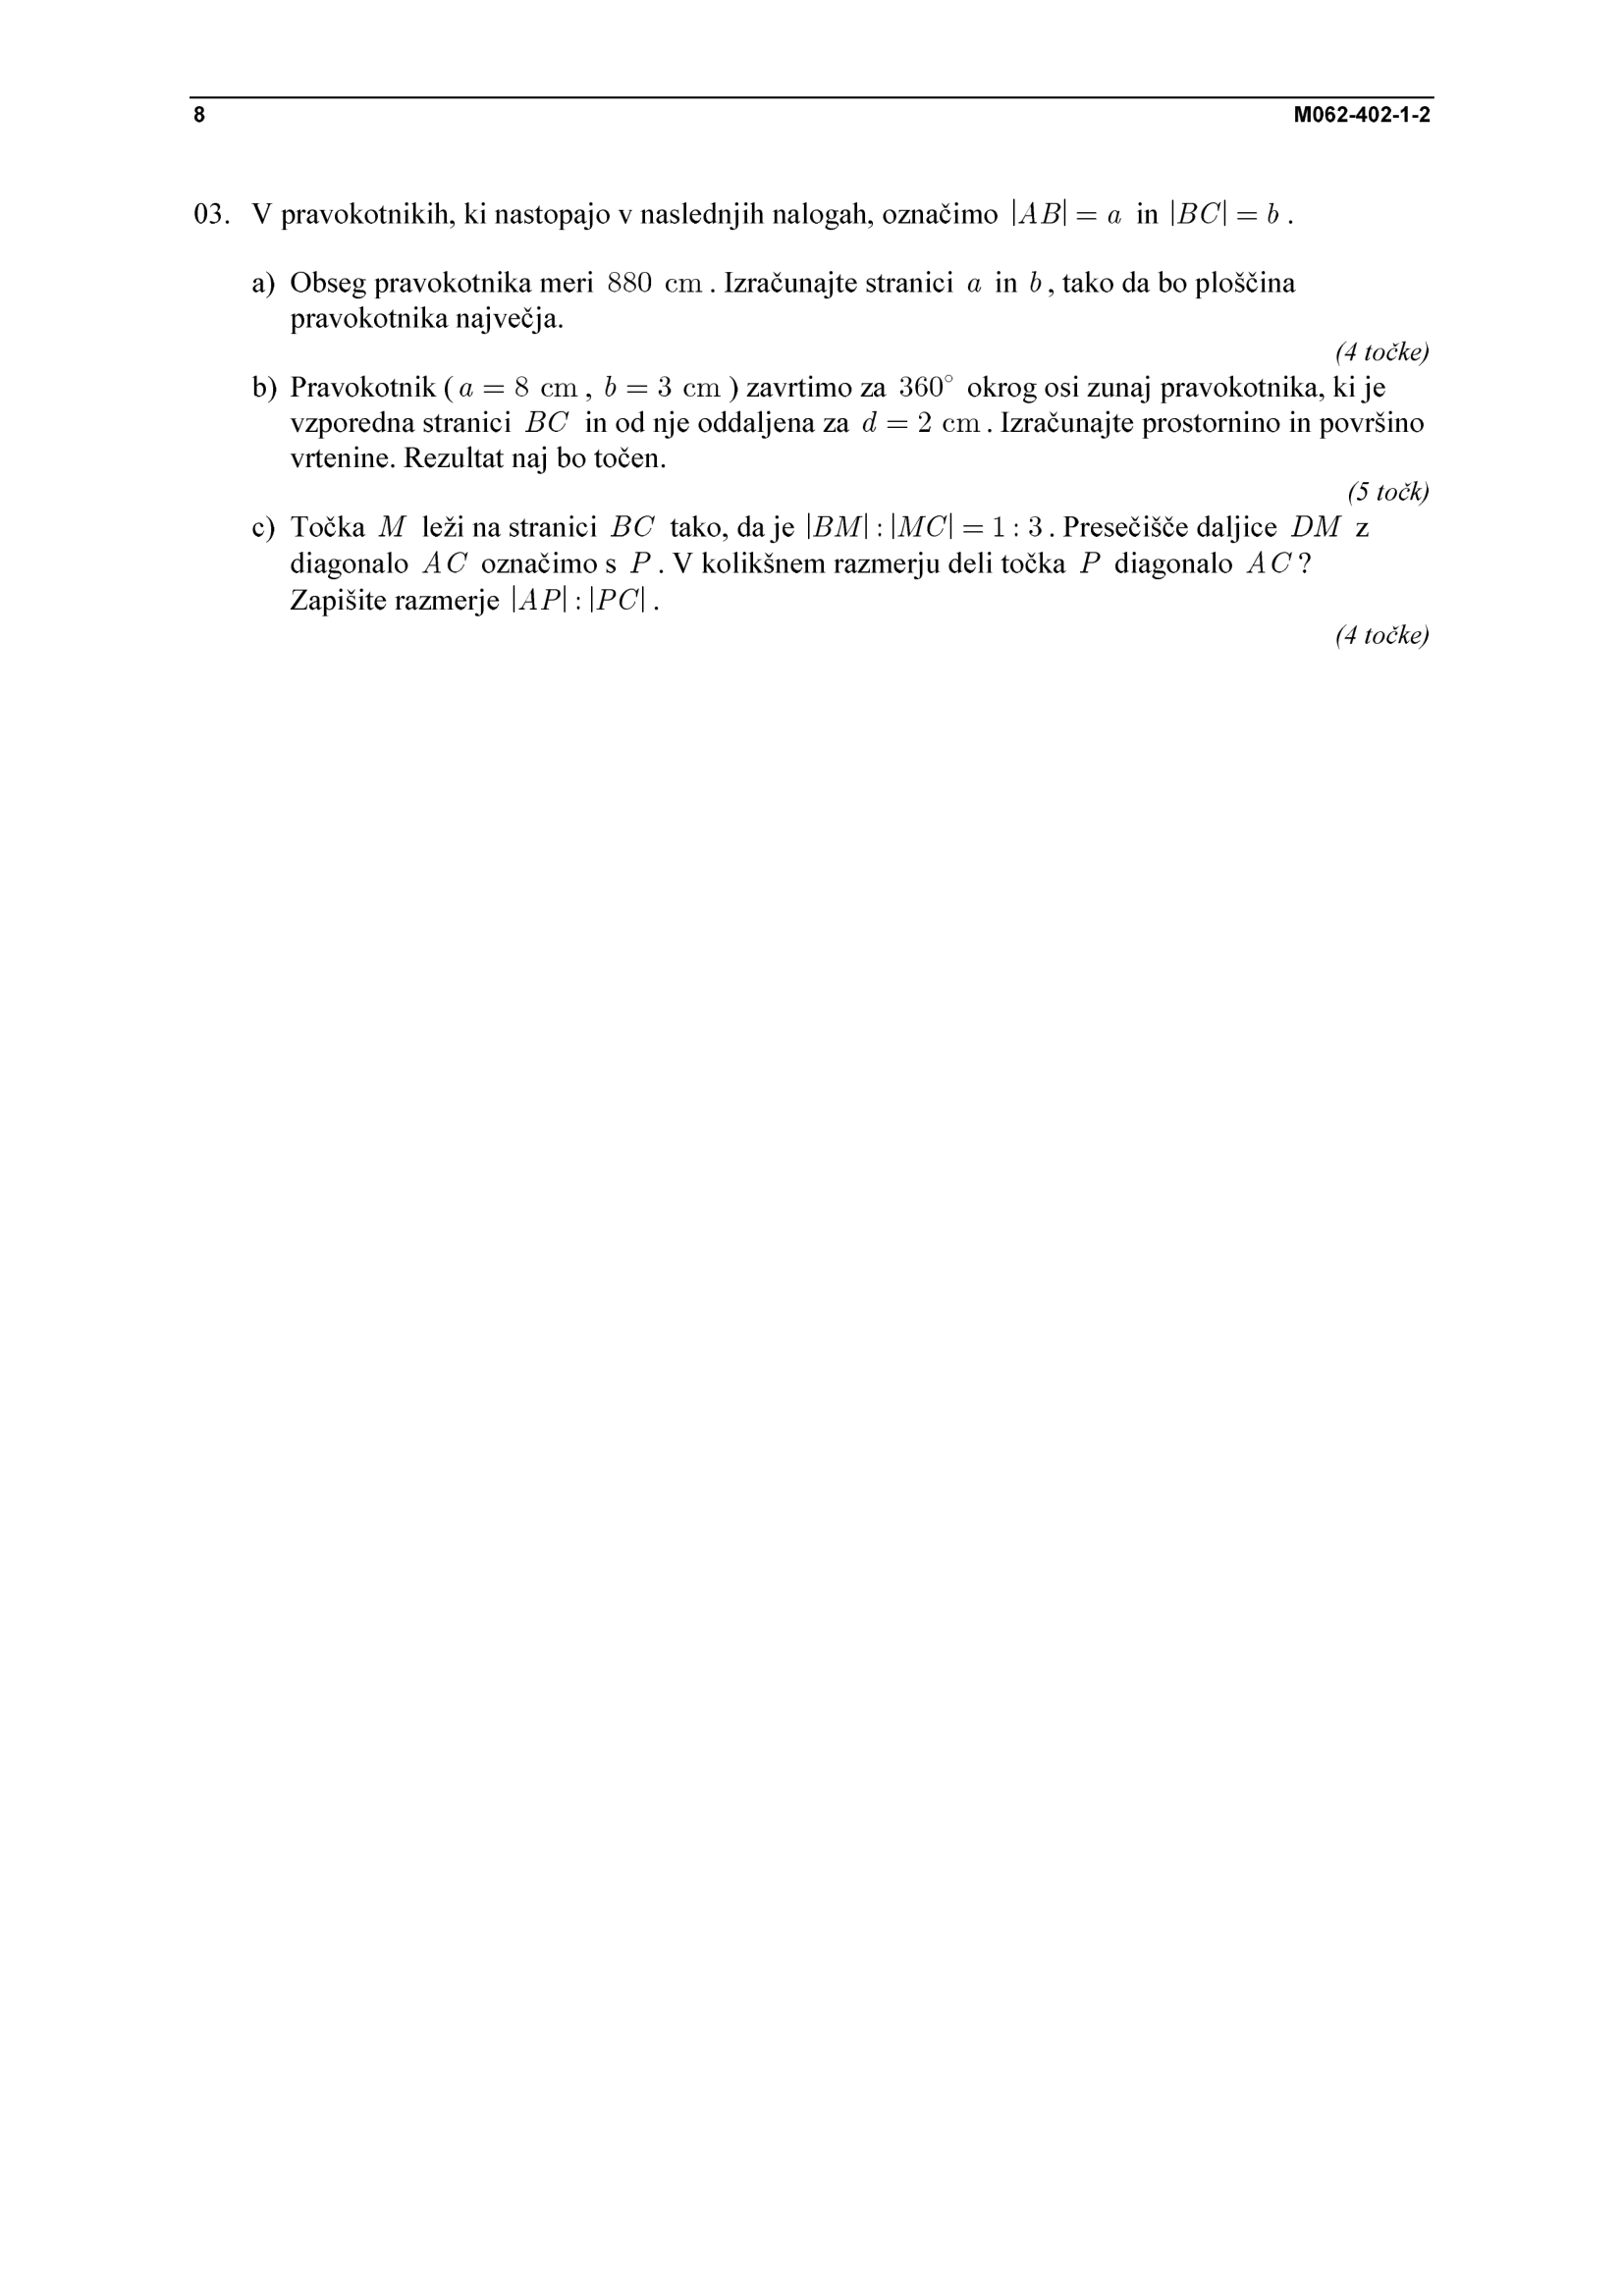 8 M062-402-1-2
03. V pravokotnikih, ki nastopajo v naslednjih nalogah, označimo |AB| = a in |BC| = b .
a) Obseg pravokotnika meri 880 cm . Izračunajte stranici a in b , tako da bo ploščina
pravokotnika največja.
(4 točke)
b) Pravokotnik ( a = 8 cm , b = 3 cm ) zavrtimo za 360° okrog osi zunaj pravokotnika, ki je
vzporedna stranici BC in od nje oddaljena za d = 2 cm . Izračunajte prostornino in površino
vrtenine. Rezultat naj bo točen.
(5 točk)
c) Točka M leži na stranici BC tako, da je |BM| : |MC| = 1 : 3 . Presečišče daljice DM z
diagonalo AC označimo s P . V kolikšnem razmerju deli točka P diagonalo AC ?
Zapišite razmerje |AP| : |PC| .
(4 točke)